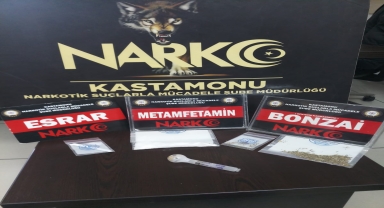 NARKO
KASTAMONU
NARKOTİK SUÇLARLA MÜCADELE ŞUBE MÜDÜRLÜĞÜ
ESRAR
NARKO
METAMFETAMİN
NARKO
BONZAİ
NARKO